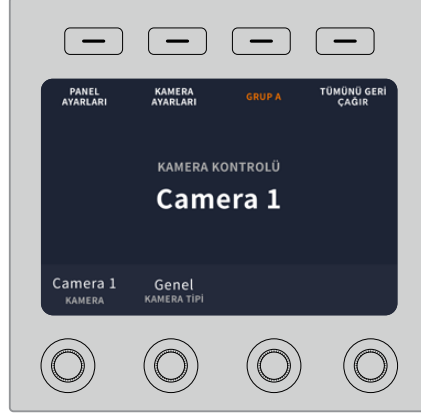 PANEL AYARLARI
KAMERA AYARLARI
GRUP A
TÜMÜNÜ GERİ ÇAĞIR
KAMERA KONTROLÜ
Camera 1
Camera 1
KAMERA
Genel
KAMERA TİPİ